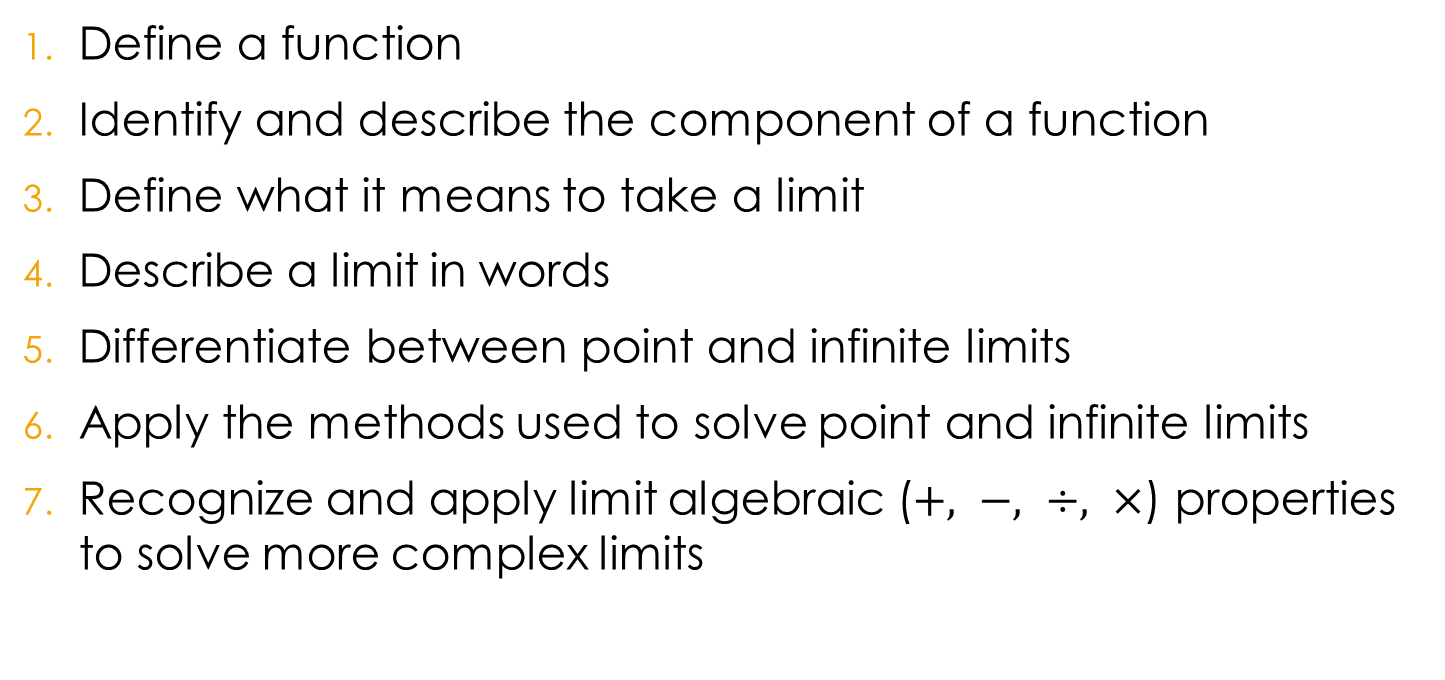 1. Define a function
2. Identify and describe the component of a function
3. Define what it means to take a limit
4. Describe a limit in words
5. Differentiate between point and infinite limits
6. Apply the methods used to solve point and infinite limits
7. Recognize and apply limit algebraic (+, −, ÷, ×) properties
to solve more complex limits